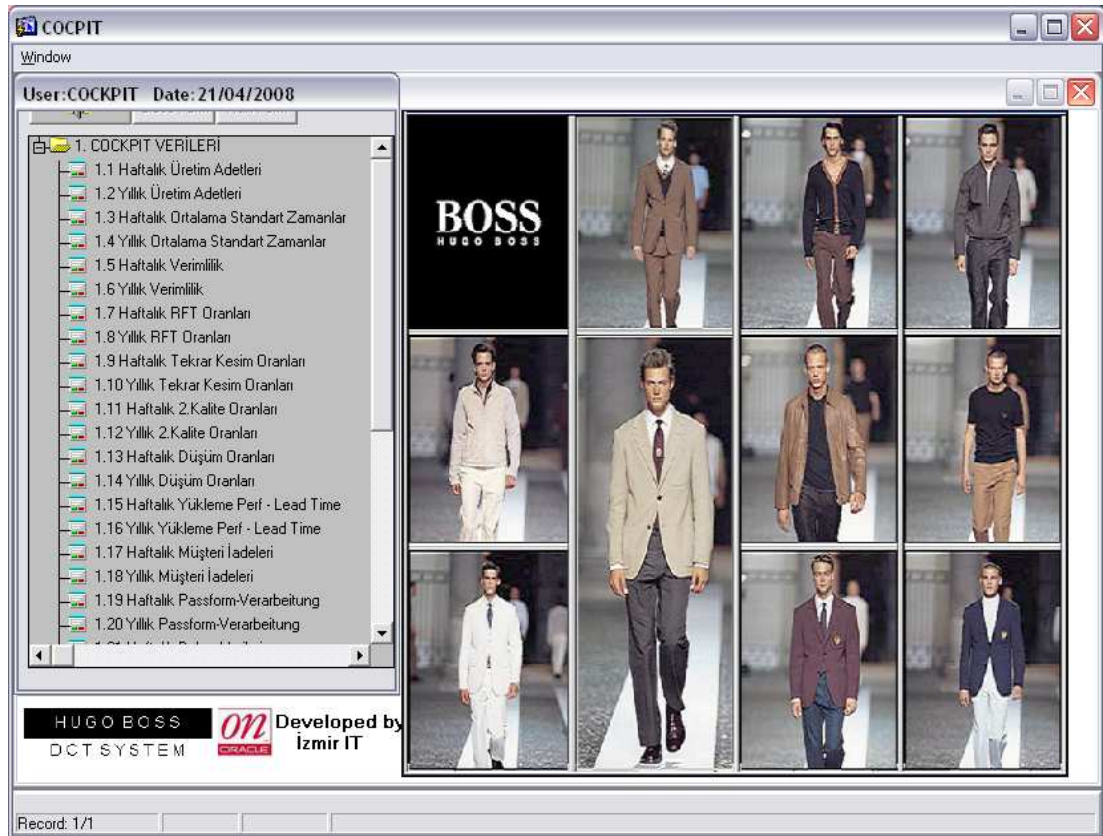 COCPIT
Window
User:COCKPIT Date:21/04/2008
1. COCKPIT VERİLERİ
1.1 Haftalık Üretim Adetleri
1.2 Yıllık Üretim Adetleri
1.3 Haftalık Ortalama Standart Zamanlar
1.4 Yıllık Ortalama Standart Zamanlar
1.5 Haftalık Verimlilik
1.6 Yıllık Verimlilik
1.7 Haftalık RFT Oranları
1.8 Yıllık RFT Oranları
1.9 Haftalık Tekrar Kesim Oranları
1.10 Yıllık Tekrar Kesim Oranları
1.11 Haftalık 2.Kalite Oranları
1.12 Yıllık 2.Kalite Oranları
1.13 Haftalık Düşüm Oranları
1.14 Yıllık Düşüm Oranları
1.15 Haftalık Yükleme Perf - Lead Time
1.16 Yıllık Yükleme Perf - Lead Time
1.17 Haftalık Müşteri İadeleri
1.18 Yıllık Müşteri İadeleri
1.19 Haftalık Passform-Verarbeitung
1.20 Yıllık Passform-Verarbeitung
BOSS
HUGO BOSS
HUGO BOSS
DCT SYSTEM
on
ORACLE
Developed by
İzmir IT
Record: 1/1